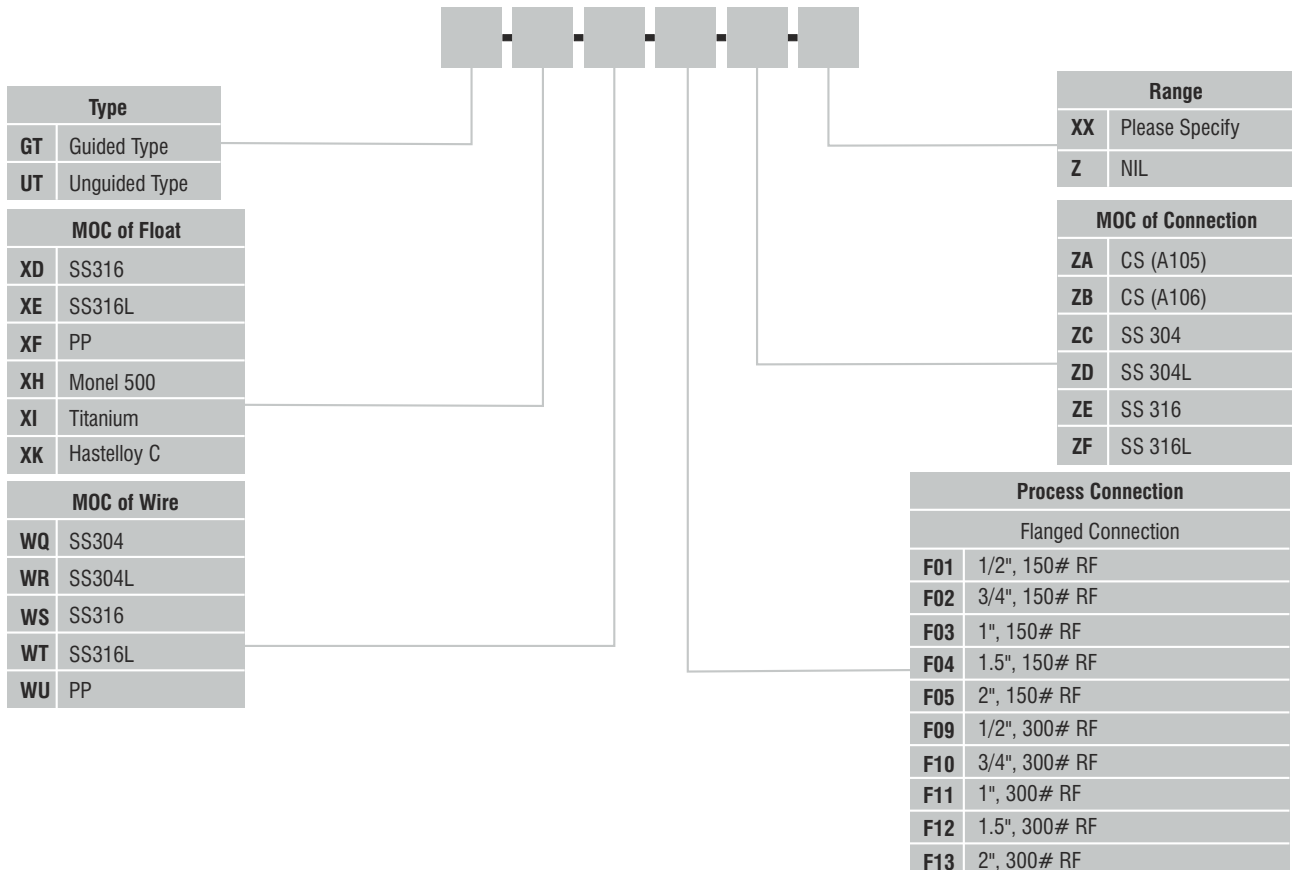 Type
GT Guided Type
UT Unguided Type
MOC of Float
XD SS316
XE SS316L
XF PP
XH Monel 500
XI Titanium
XK Hastelloy C
MOC of Wire
WQ SS304
WR SS304L
WS SS316
WT SS316L
WU PP
Range
XX Please Specify
Z NIL
MOC of Connection
ZA CS (A105)
ZB CS (A106)
ZC SS 304
ZD SS 304L
ZE SS 316
ZF SS 316L
Process Connection
Flanged Connection
F01 1/2", 150# RF
F02 3/4", 150# RF
F03 1", 150# RF
F04 1.5", 150# RF
F05 2", 150# RF
F09 1/2", 300# RF
F10 3/4", 300# RF
F11 1", 300# RF
F12 1.5", 300# RF
F13 2", 300# RF